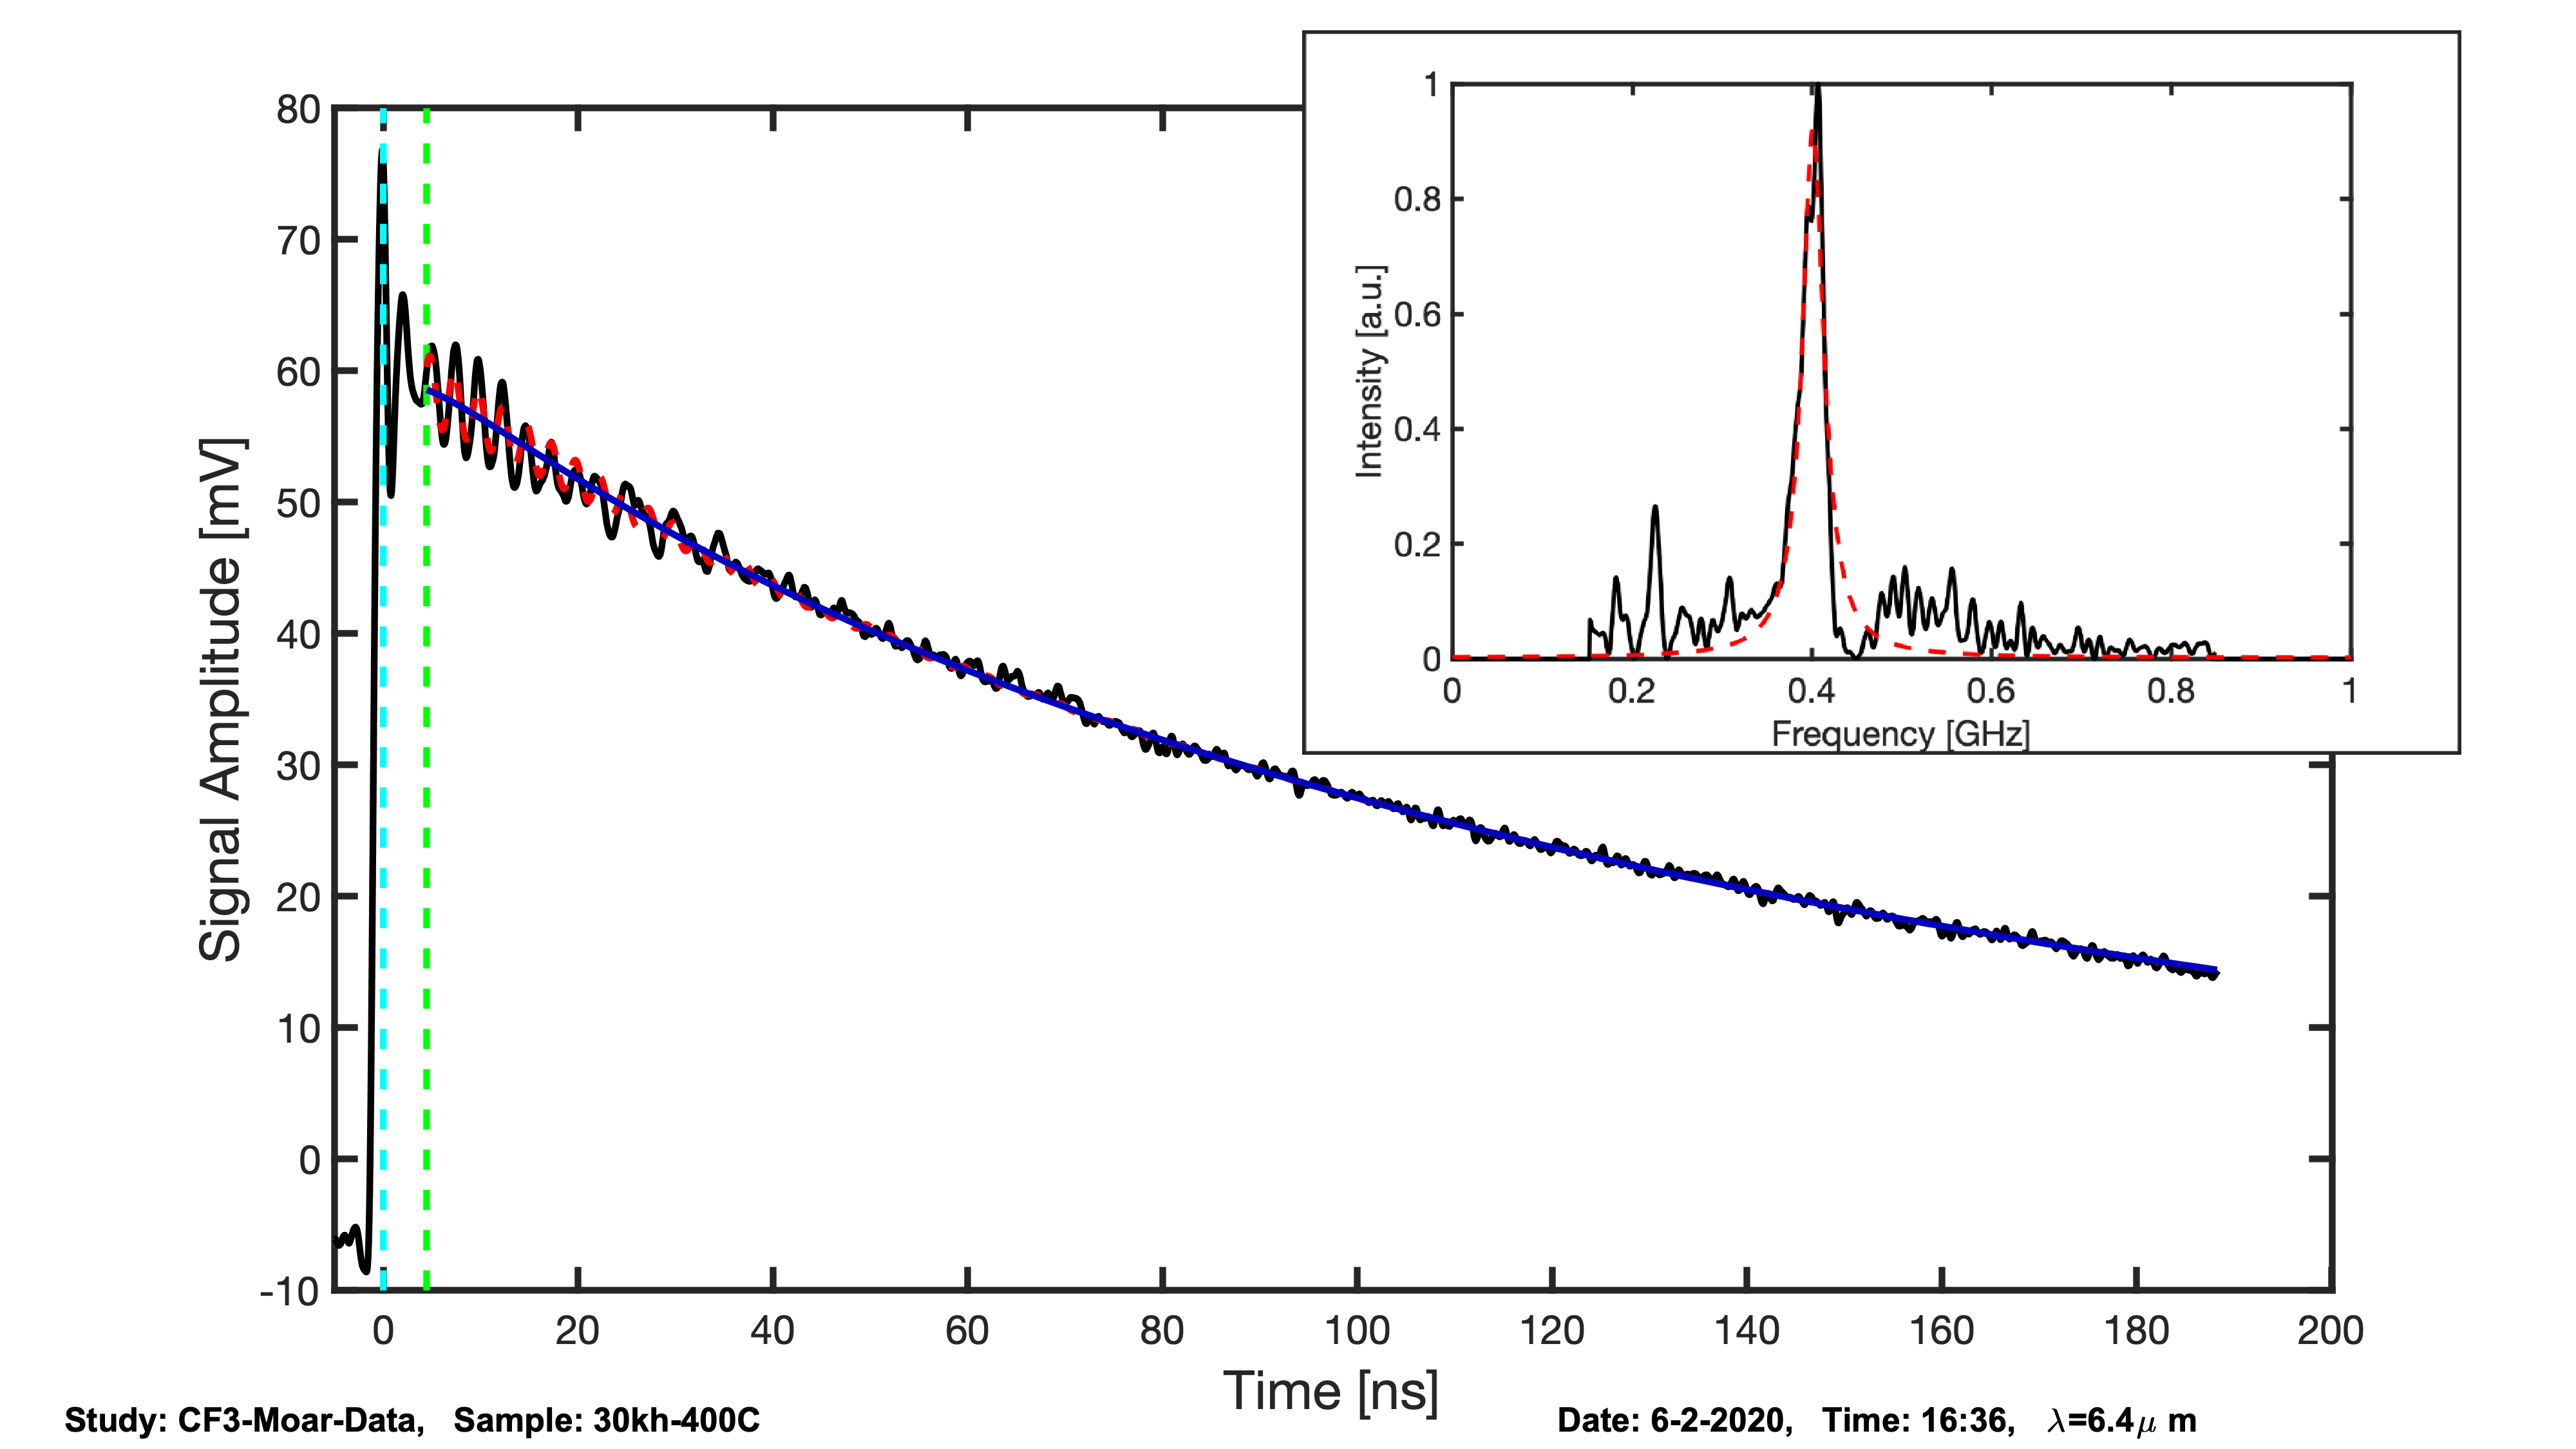 80
70
60
50
40
30
20
10
0
-10
Signal Amplitude [mV]
0 20 40 60 80 100 120 140 160 180 200
Time [ns]
1
0.8
0.6
0.4
0.2
0
Intensity [a.u.]
0 0.2 0.4 0.6 0.8 1
Frequency [GHz]
Study: CF3-Moar-Data, Sample: 30kh-400C
Date: 6-2-2020, Time: 16:36, λ=6.4μ m